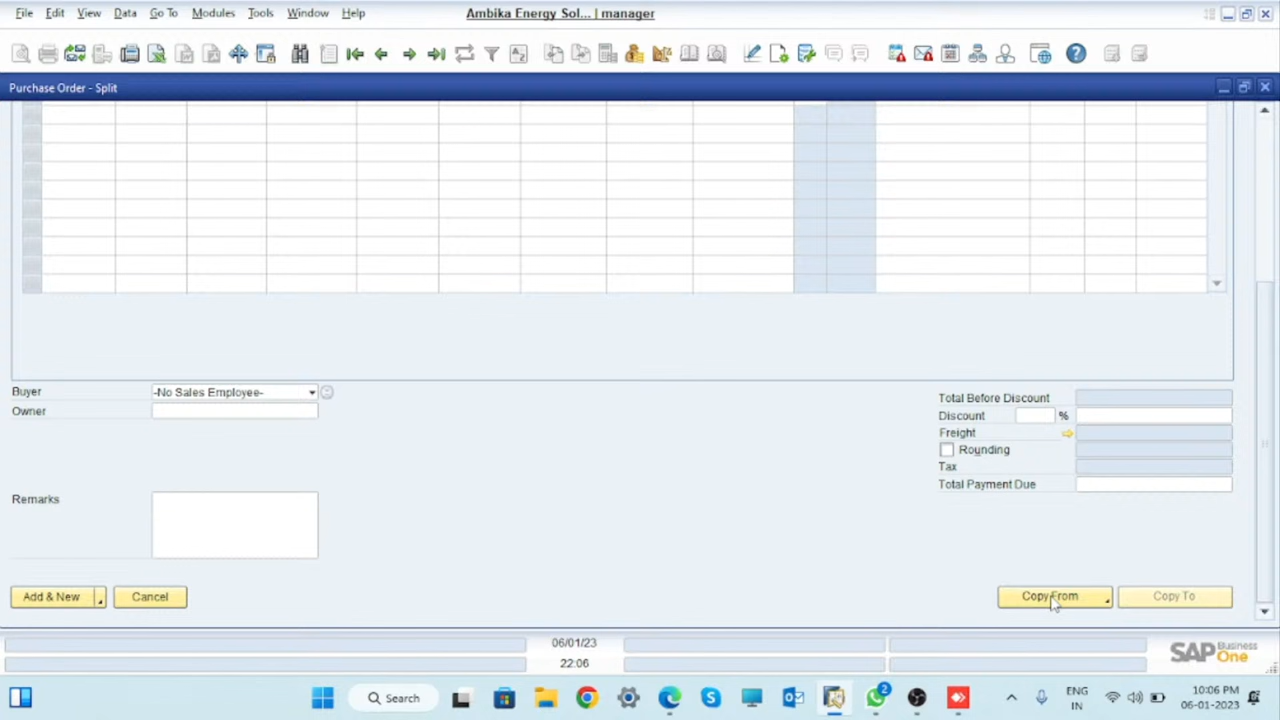 File Edit View Data Go To Modules Tools Window Help Ambika Energy Sol... | manager
Purchase Order - Split
Buyer -No Sales Employee-
Owner
Total Before Discount
Discount %
Freight
Rounding
Tax
Remarks
Total Payment Due
Add & New Cancel Copy From Copy To
06/01/23
22:06
SAP Business One
Search
2
ENG
IN
10:06 PM
06-01-2023